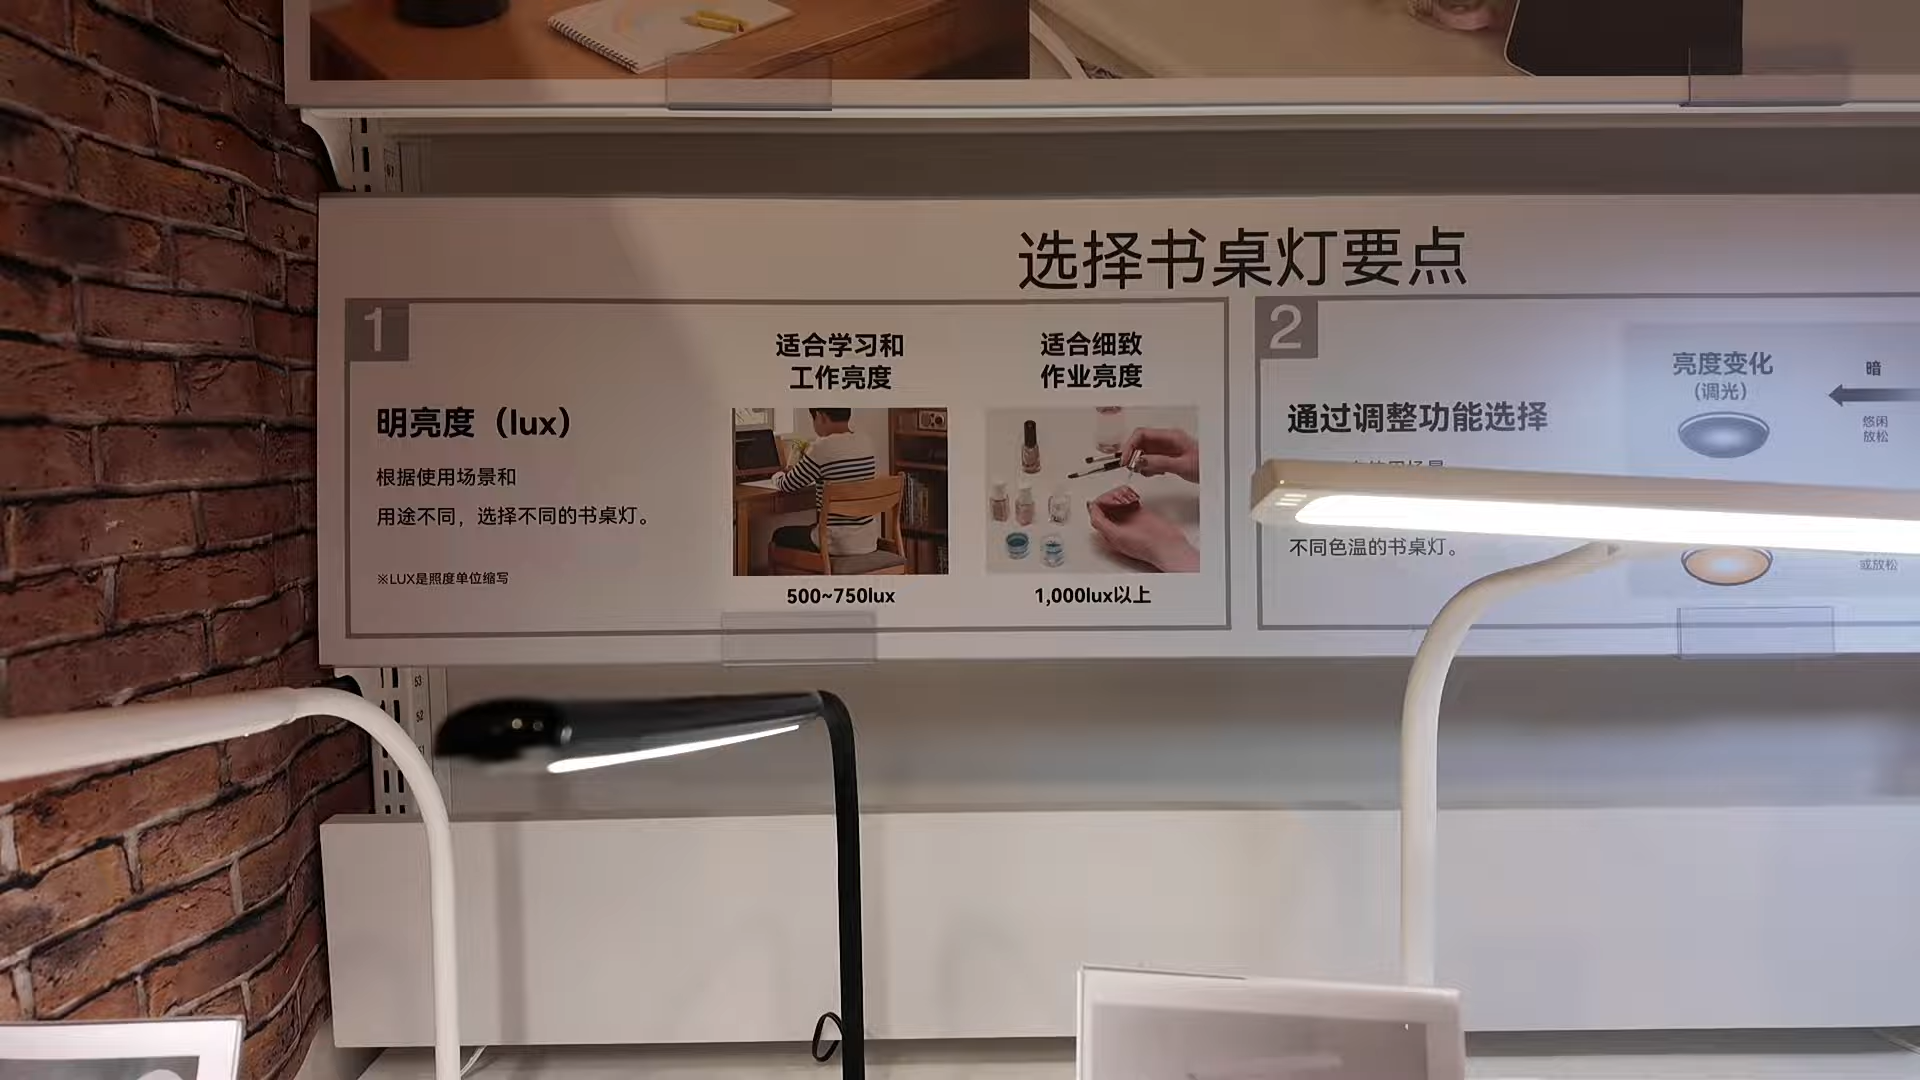 选择书桌灯要点
1
明亮度（lux）
根据使用场景和
用途不同，选择不同的书桌灯。
※LUX是照度单位缩写
适合学习和
工作亮度
500~750lux
适合细致
作业亮度
1,000lux以上
2
通过调整功能选择
不同色温的书桌灯。
亮度变化
（调光）
暗
悠闲
放松
或放松
53
52